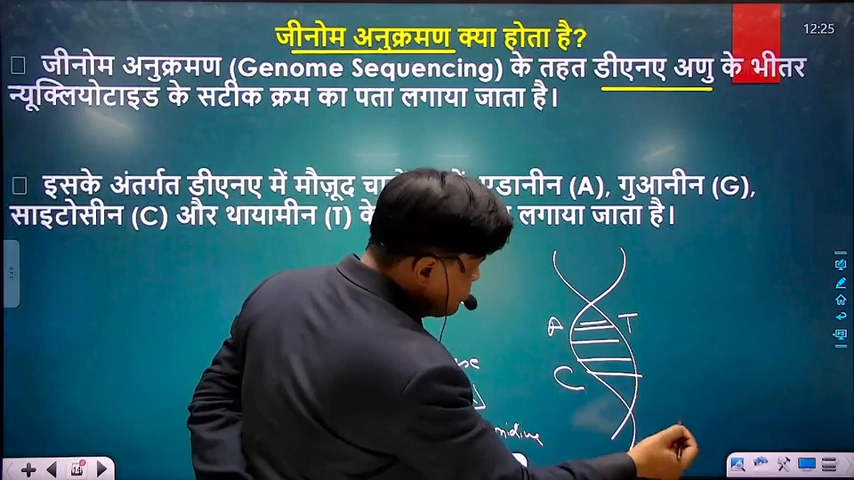 जीनोम अनुक्रमण क्या होता है?
12:25
जीनोम अनुक्रमण (Genome Sequencing) के तहत डीएनए अणु के भीतर
न्यूक्लियोटाइड के सटीक क्रम का पता लगाया जाता है।
इसके अंतर्गत डीएनए में मौज़ूद एडानीन (A), गुआनीन (G),
साइटोसीन (C) और थायामीन (T) लगाया जाता है।
A T
C